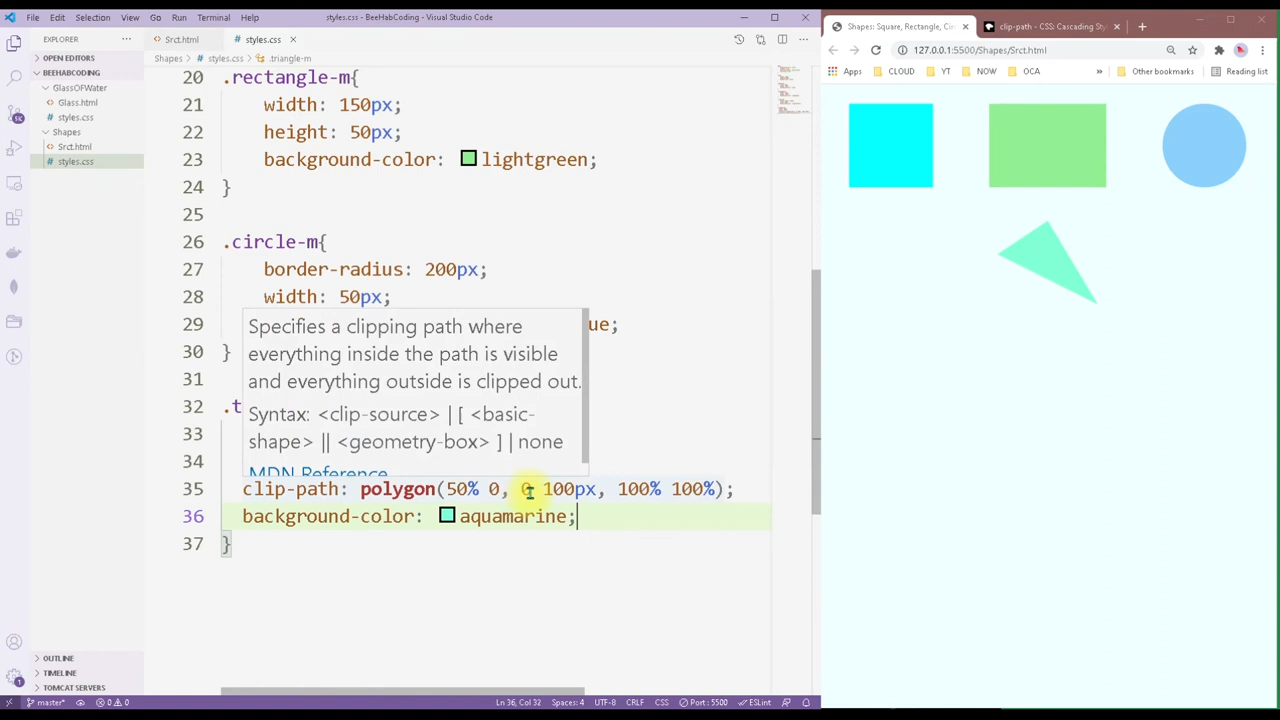 File Edit Selection View Go Run Terminal Help
styles.css - BeeHabCoding - Visual Studio Code
EXPLORER
OPEN EDITORS
BEEHABCODING
GlassOfWater
Glass.html
styles.css
Shapes
Srct.html
styles.css
OUTLINE
TIMELINE
TOMCAT SERVERS
Srct.html styles.css
Shapes > styles.css > .triangle-m
20 .rectangle-m{
21 width: 150px;
22 height: 50px;
23 background-color: lightgreen;
24 }
25
26 .circle-m{
27 border-radius: 200px;
28 width: 50px;
29 ue;
30 }
31
32 .t
33
34
Specifies a clipping path where
everything inside the path is visible
and everything outside is clipped out.
Syntax: <clip-source> | [ <basic-
shape> || <geometry-box> ] | none
MDN Reference
35 clip-path: polygon(50% 0, 0 100px, 100% 100%);
36 background-color: aquamarine;
37 }
master* 0 0 Ln 36, Col 32 Spaces: 4 UTF-8 CRLF CSS Port : 5500 ESLint
Shapes: Square, Rectangle, Cir clip-path - CSS: Cascading Sty
127.0.0.1:5500/Shapes/Srct.html
Apps CLOUD YT NOW OCA » Other bookmarks Reading list